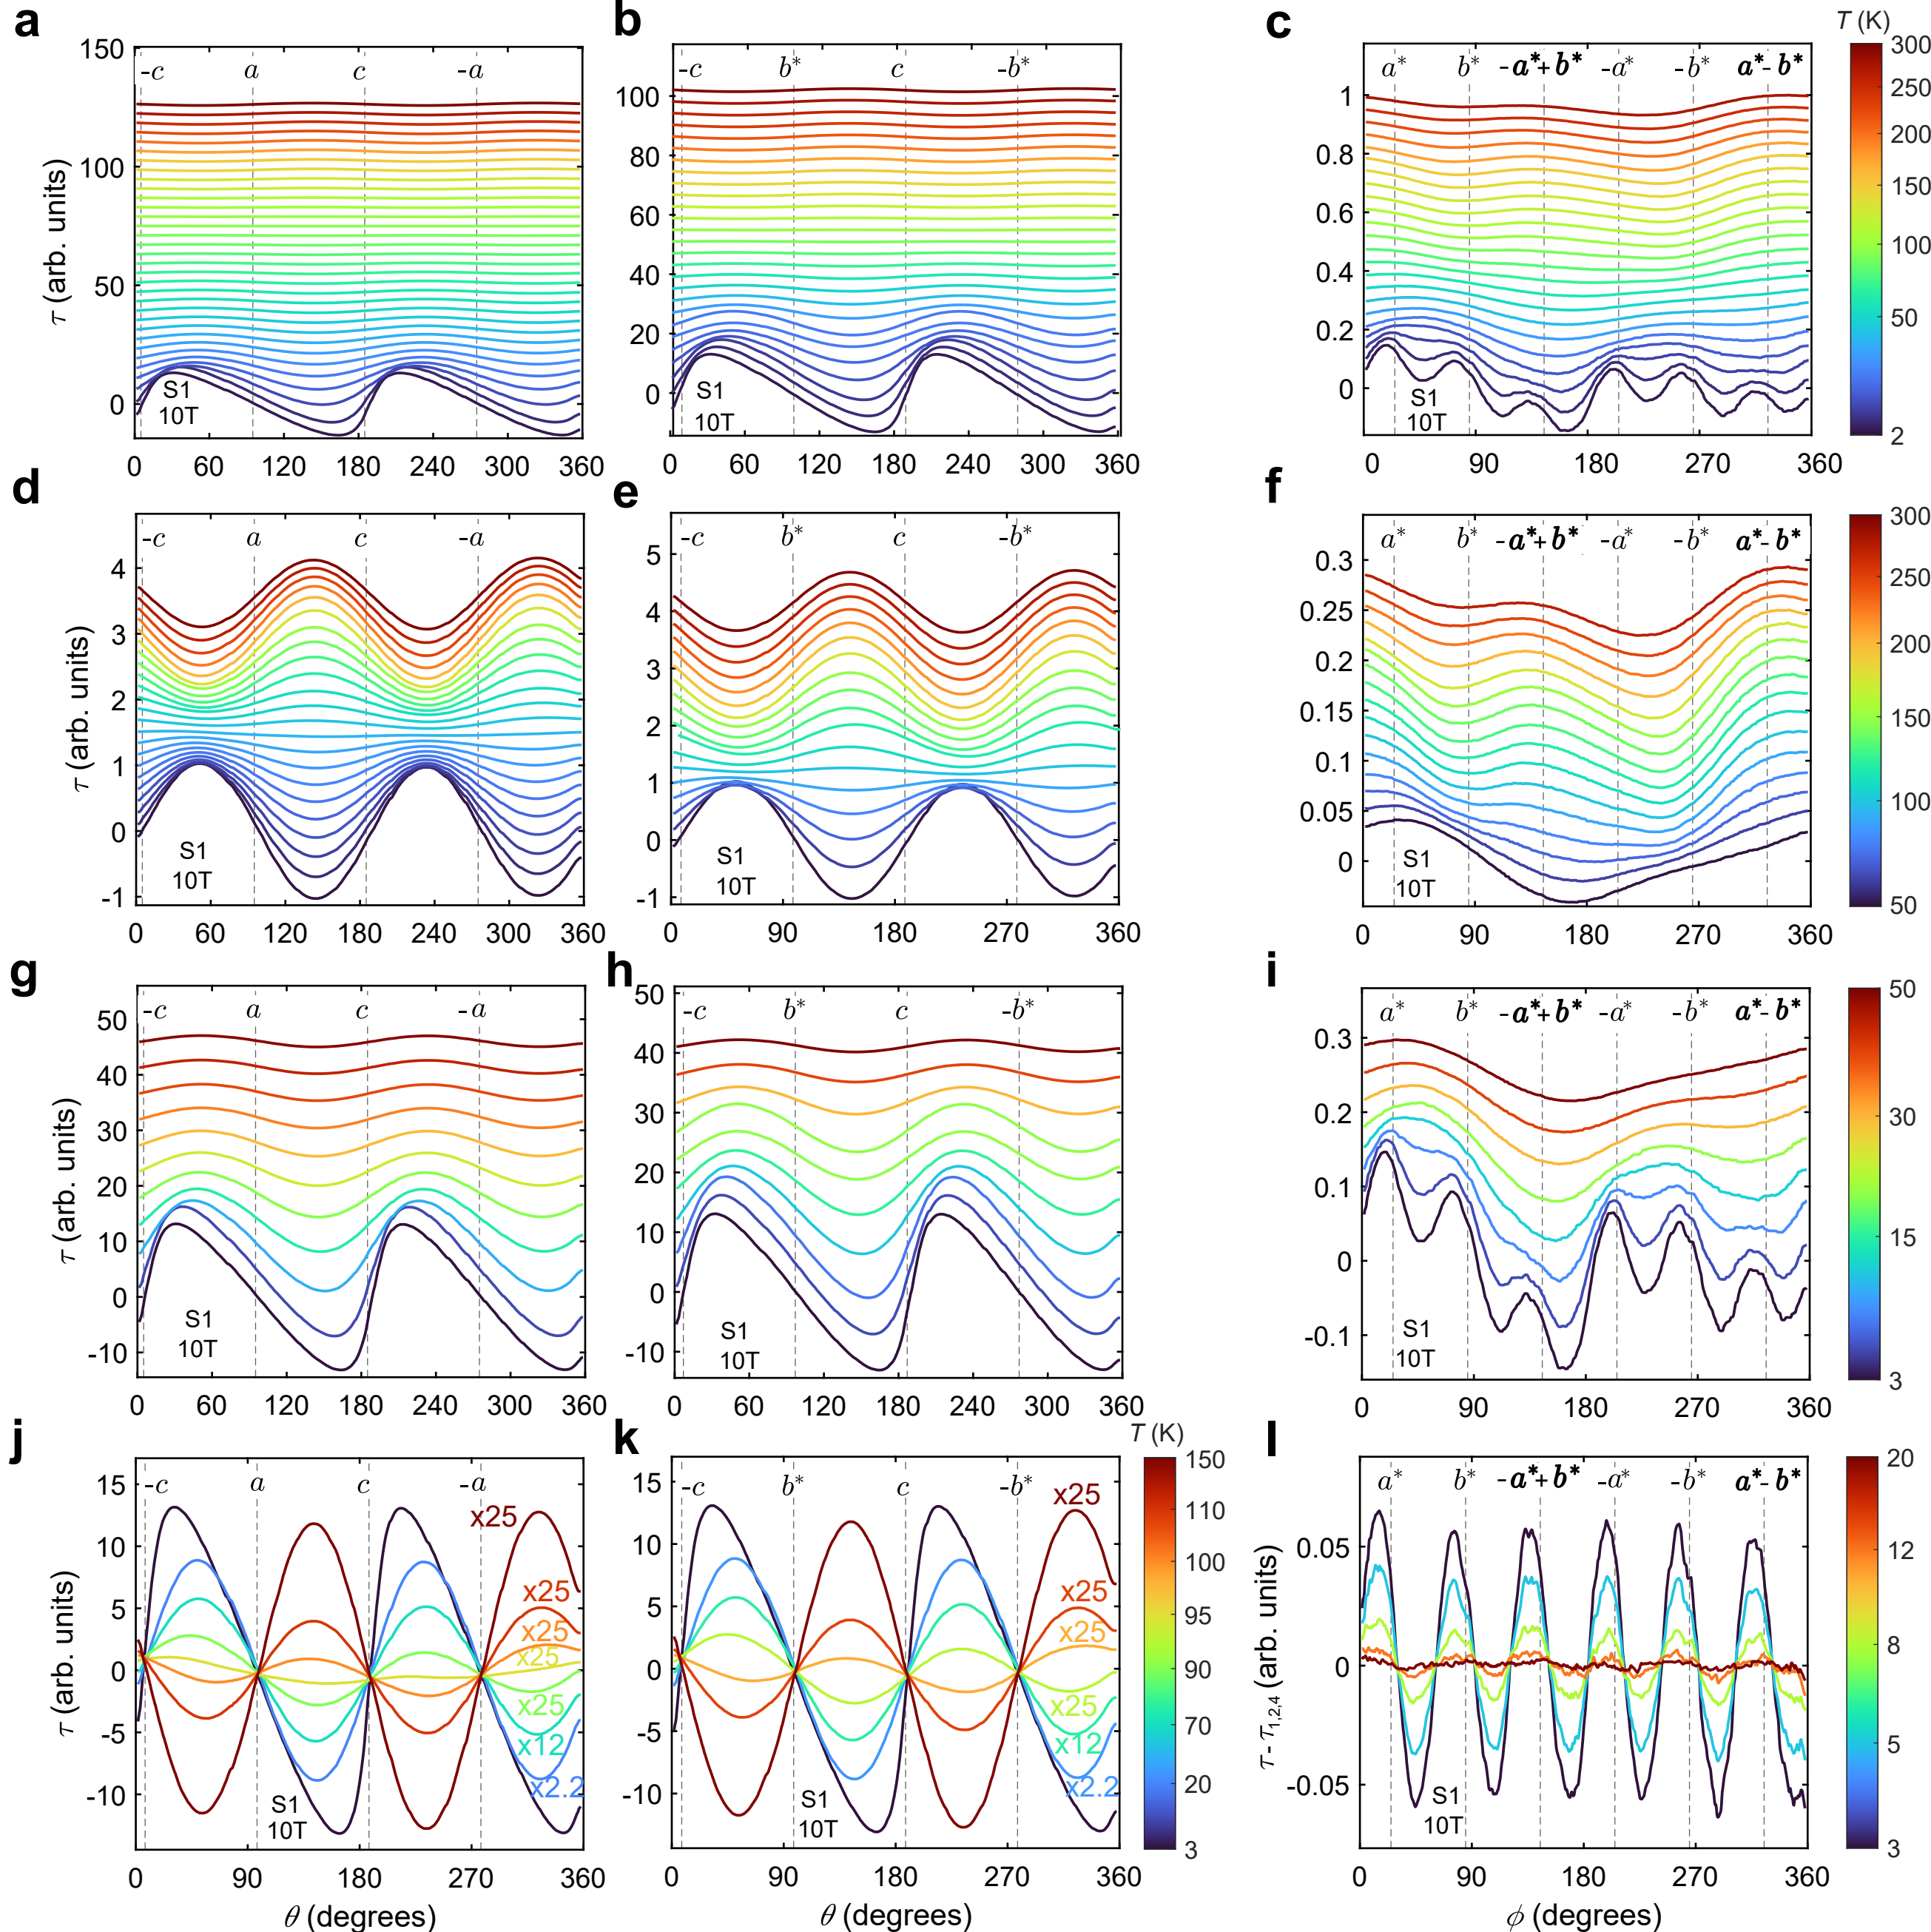 a
b
c
T (K)
τ (arb. units)
150
100
50
0
-c a c -a
S1
10T
0 60 120 180 240 300 360
100
80
60
40
20
0
-c b* c -b*
S1
10T
0 60 120 180 240 300 360
1
0.8
0.6
0.4
0.2
0
a* b* -a*+b* -a* -b* a*-b*
S1
10T
0 90 180 270 360
300
250
200
150
100
50
2
d
e
f
τ (arb. units)
4
3
2
1
0
-1
-c a c -a
S1
10T
0 60 120 180 240 300 360
5
4
3
2
1
0
-1
-c b* c -b*
S1
10T
0 90 180 270 360
0.3
0.25
0.2
0.15
0.1
0.05
0
a* b* -a*+b* -a* -b* a*-b*
S1
10T
0 90 180 270 360
300
250
200
150
100
50
g
h
i
τ (arb. units)
50
40
30
20
10
0
-10
-c a c -a
S1
10T
0 60 120 180 240 300 360
50
40
30
20
10
0
-10
-c b* c -b*
S1
10T
0 60 120 180 240 300 360
0.3
0.2
0.1
0
-0.1
a* b* -a*+b* -a* -b* a*-b*
S1
10T
0 90 180 270 360
50
30
15
3
j
k
l
τ (arb. units)
15
10
5
0
-5
-10
-c a c -a
x25
x25
x25
x25
x25
x12
x2.2
S1
10T
0 90 180 270 360
θ (degrees)
15
10
5
0
-5
-10
-c b* c -b*
x25
x25
x25
x25
x12
x2.2
S1
10T
0 90 180 270 360
θ (degrees)
T (K)
150
110
100
95
90
70
20
3
τ - τ1,2,4 (arb. units)
0.05
0
-0.05
a* b* -a*+b* -a* -b* a*-b*
S1
10T
0 90 180 270 360
ϕ (degrees)
20
12
8
5
3